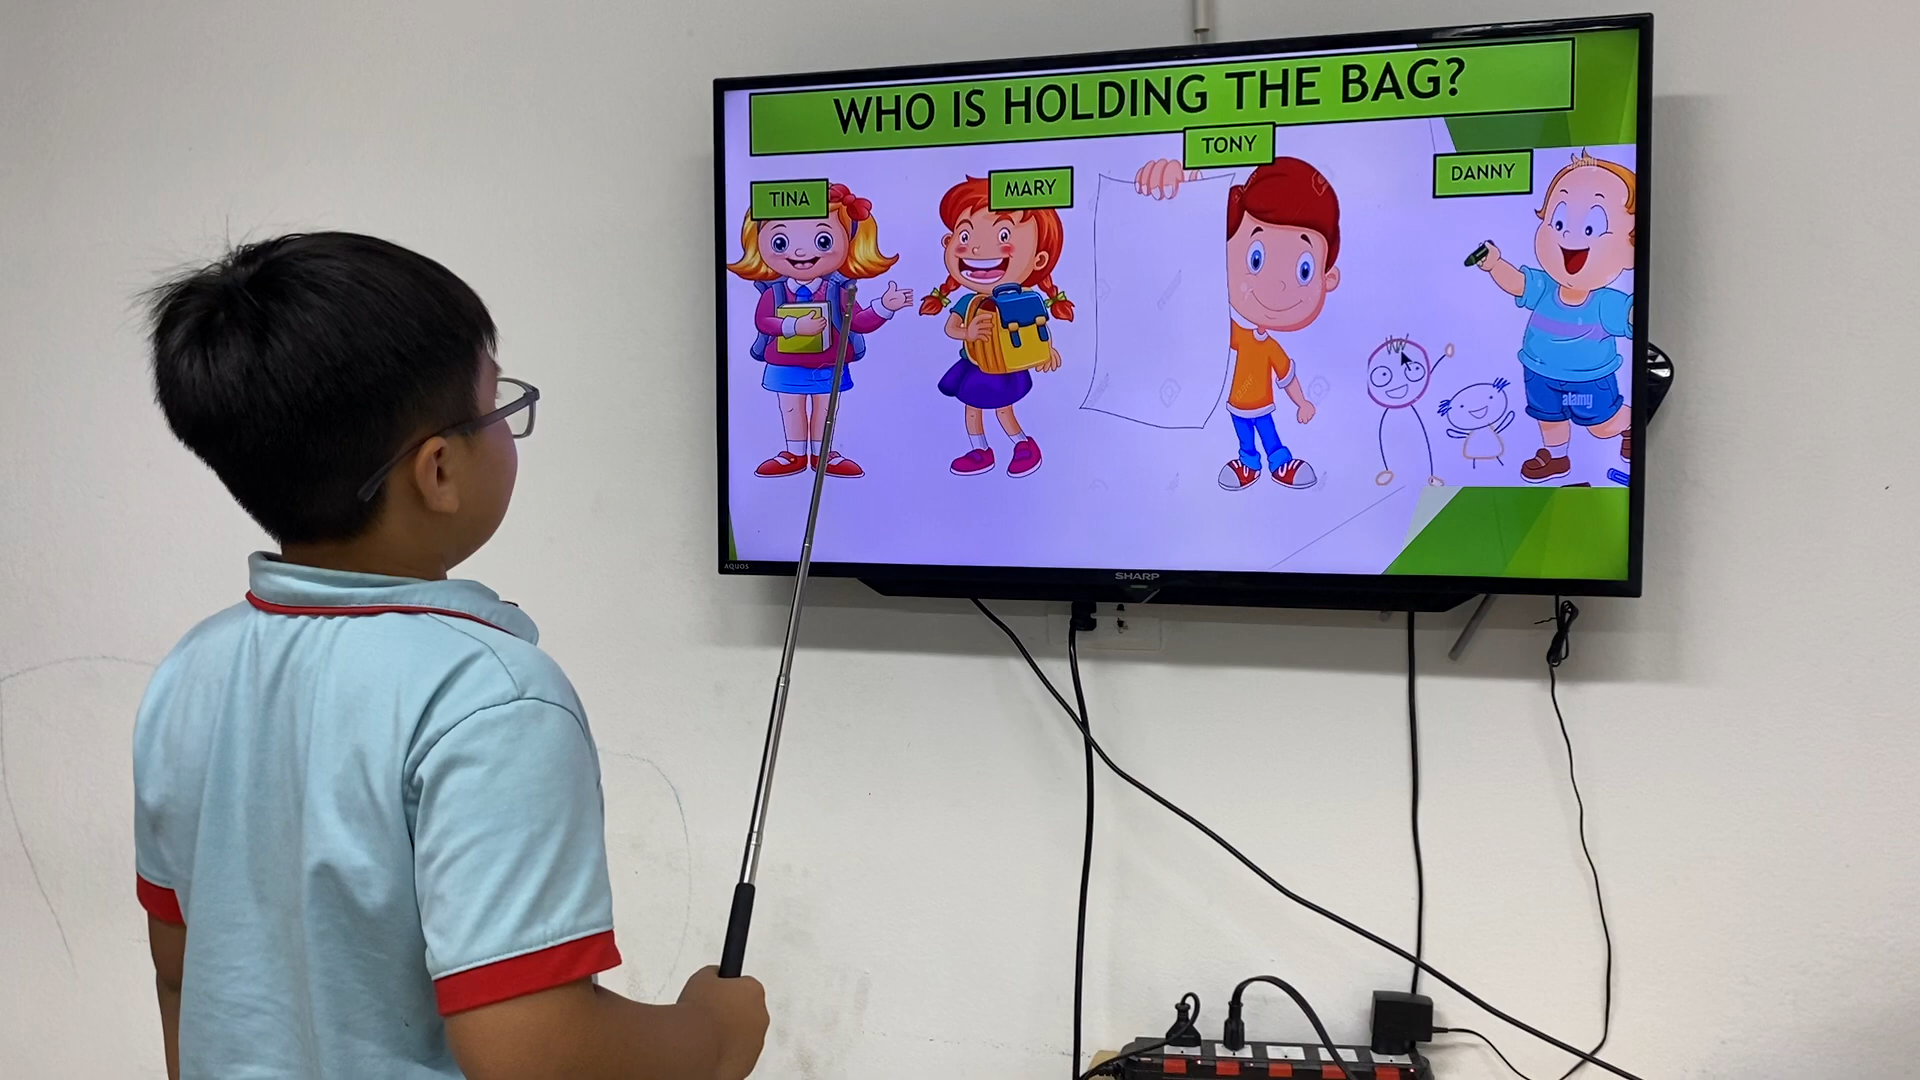 WHO IS HOLDING THE BAG?
TONY
TINA
MARY
DANNY
alamy
AQUOS
SHARP